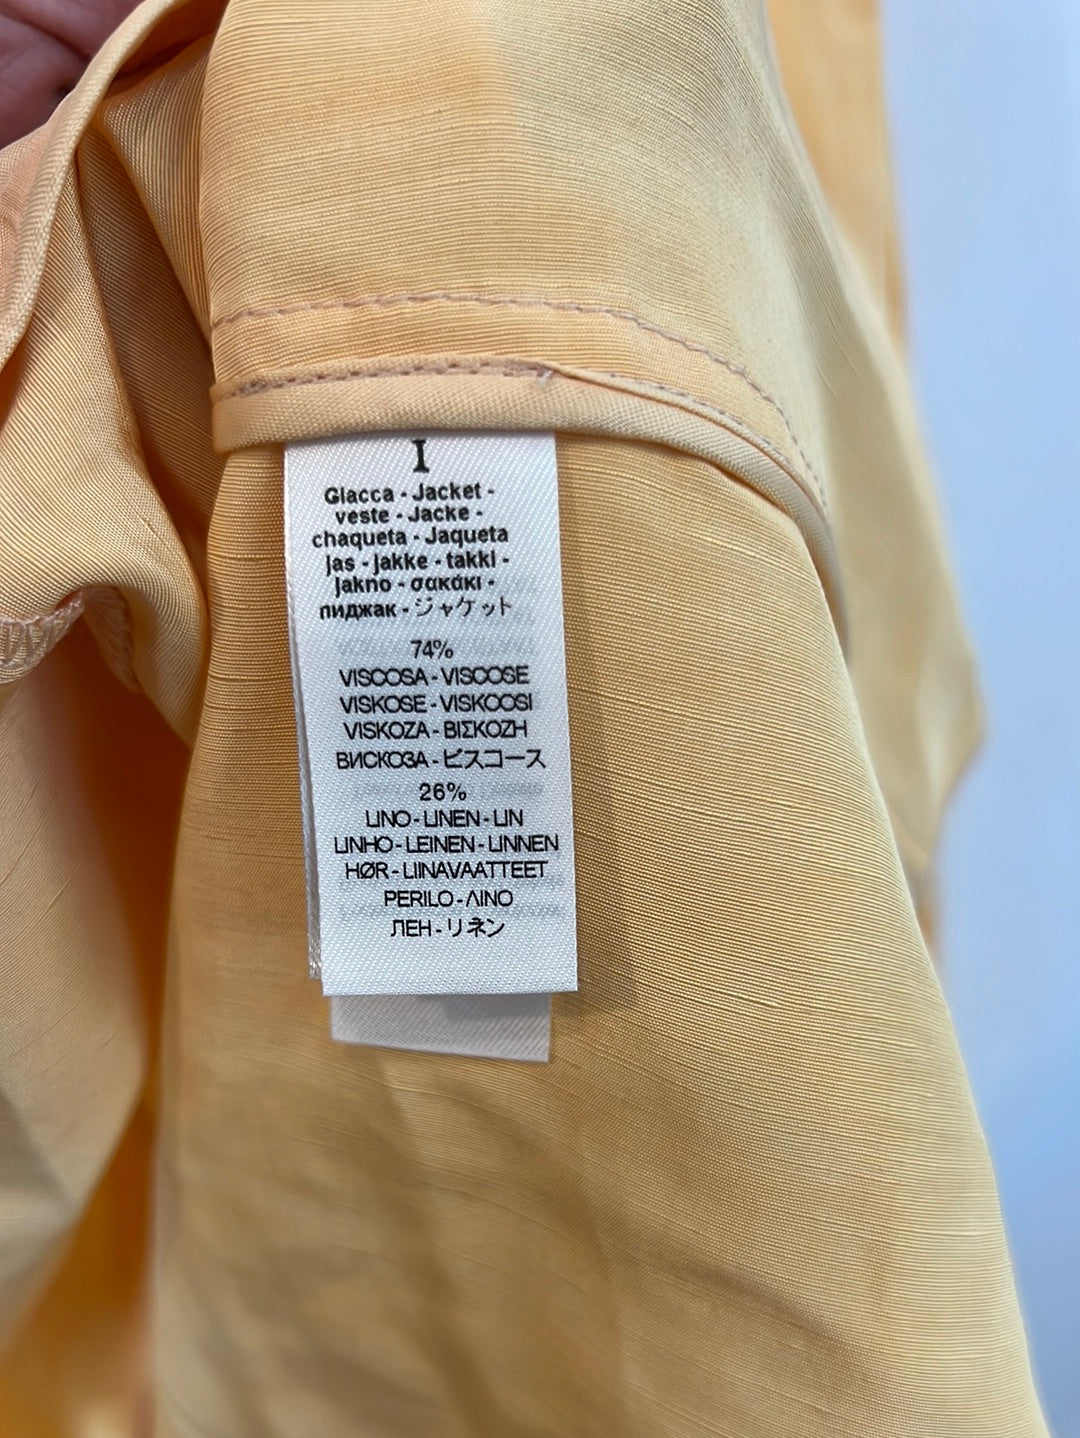 I
Giacca - Jacket -
veste - Jacke -
chaqueta - Jaqueta
jas - jakke - takki -
jakno - σακάκι -
пиджак - ジャケット
74%
VISCOSA - VISCOSE
VISKOSE - VISKOOSI
VISKOZA - ΒΙΣΚΟΖΗ
ВИСКОЗА - ビスコース
26%
LINO - LINEN - LIN
LINHO - LEINEN - LINNEN
HØR - LIINAVAATTEET
PERILO - ΛΙΝΟ
ЛЕН - リネン